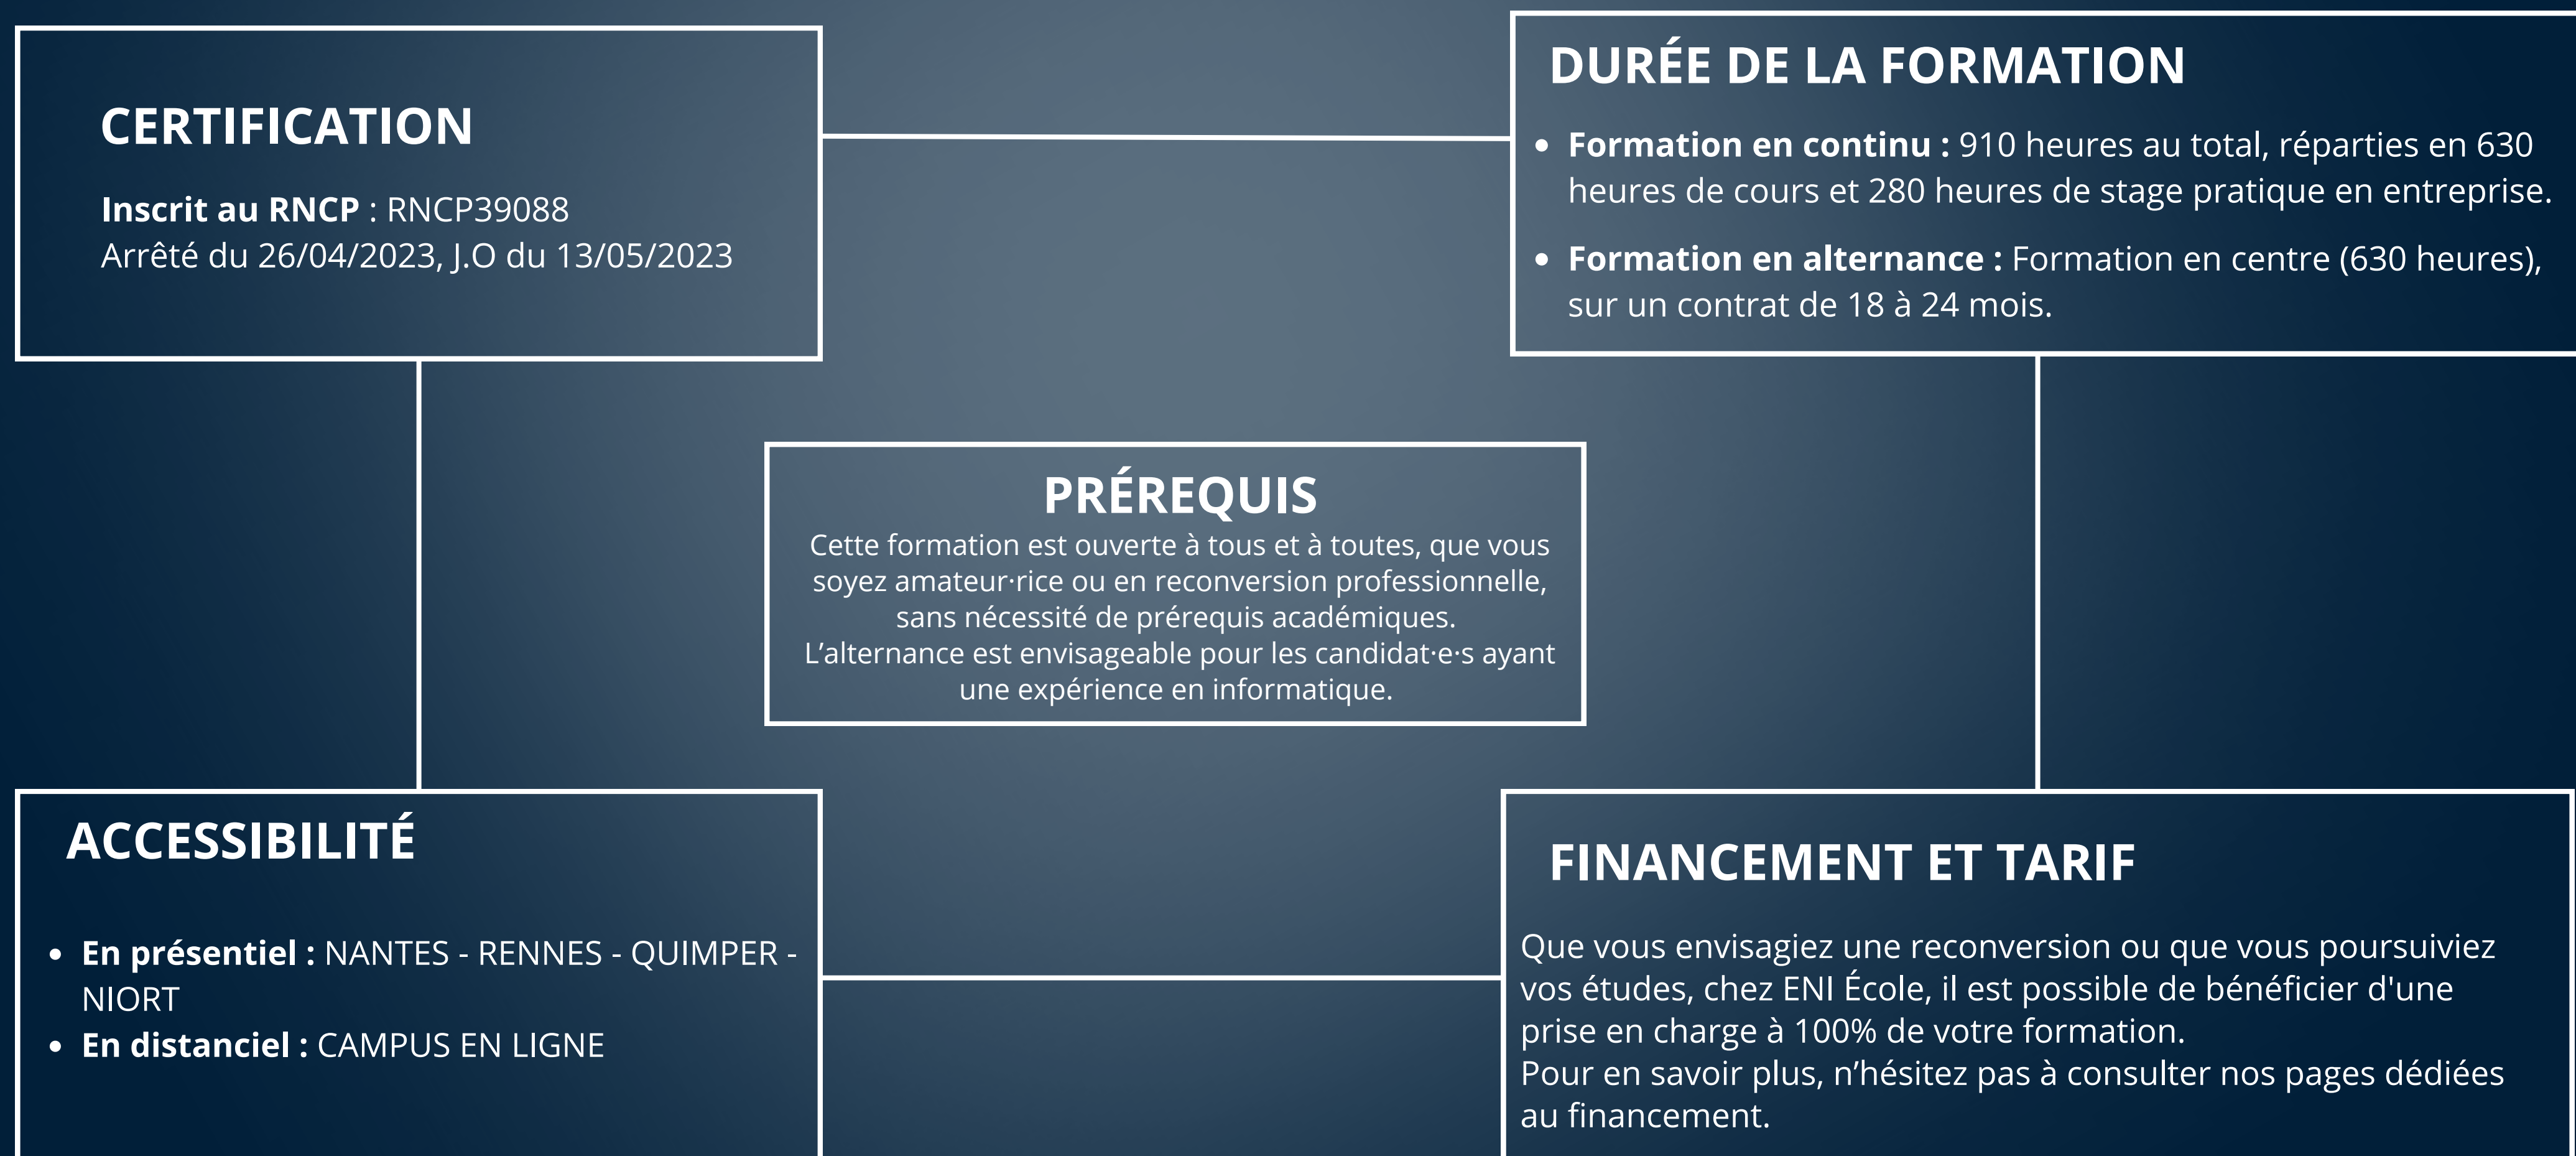 CERTIFICATION
Inscrit au RNCP : RNCP39088
Arrêté du 26/04/2023, J.O du 13/05/2023
DURÉE DE LA FORMATION
• Formation en continu : 910 heures au total, réparties en 630
heures de cours et 280 heures de stage pratique en entreprise.
• Formation en alternance : Formation en centre (630 heures),
sur un contrat de 18 à 24 mois.
PRÉREQUIS
Cette formation est ouverte à tous et à toutes, que vous
soyez amateur·rice ou en reconversion professionnelle,
sans nécessité de prérequis académiques.
L’alternance est envisageable pour les candidat·e·s ayant
une expérience en informatique.
ACCESSIBILITÉ
• En présentiel : NANTES - RENNES - QUIMPER -
NIORT
• En distanciel : CAMPUS EN LIGNE
FINANCEMENT ET TARIF
Que vous envisagiez une reconversion ou que vous poursuiviez
vos études, chez ENI École, il est possible de bénéficier d'une
prise en charge à 100% de votre formation.
Pour en savoir plus, n’hésitez pas à consulter nos pages dédiées
au financement.